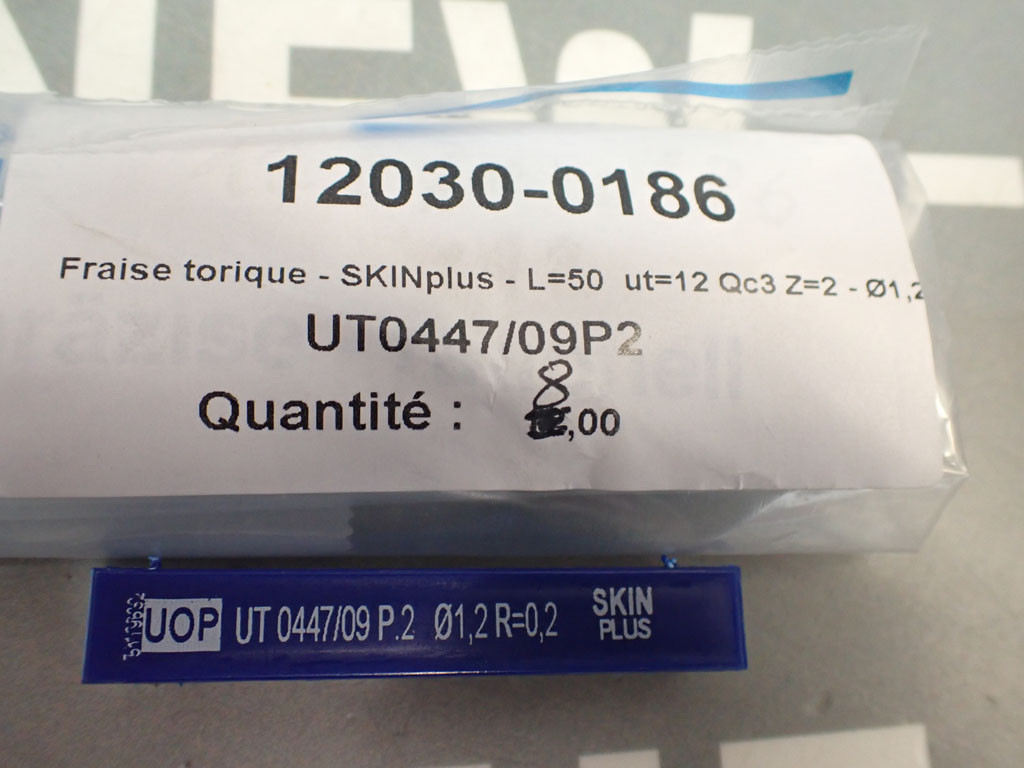 12030-0186
Fraise torique - SKINplus - L=50 ut=12 Qc3 Z=2 - Ø1,2
UT0447/09P2
Quantité : 8,00
UOP UT 0447/09 P.2 Ø1,2 R=0,2 SKIN
PLUS